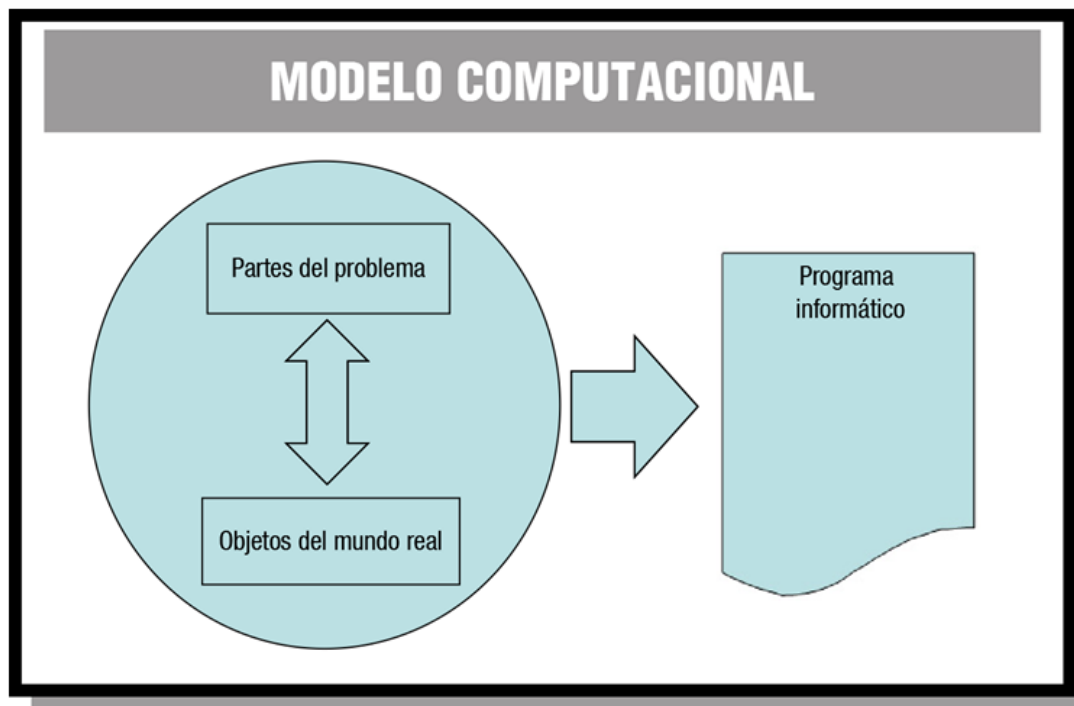 MODELO COMPUTACIONAL
Partes del problema
Objetos del mundo real
Programa
informático